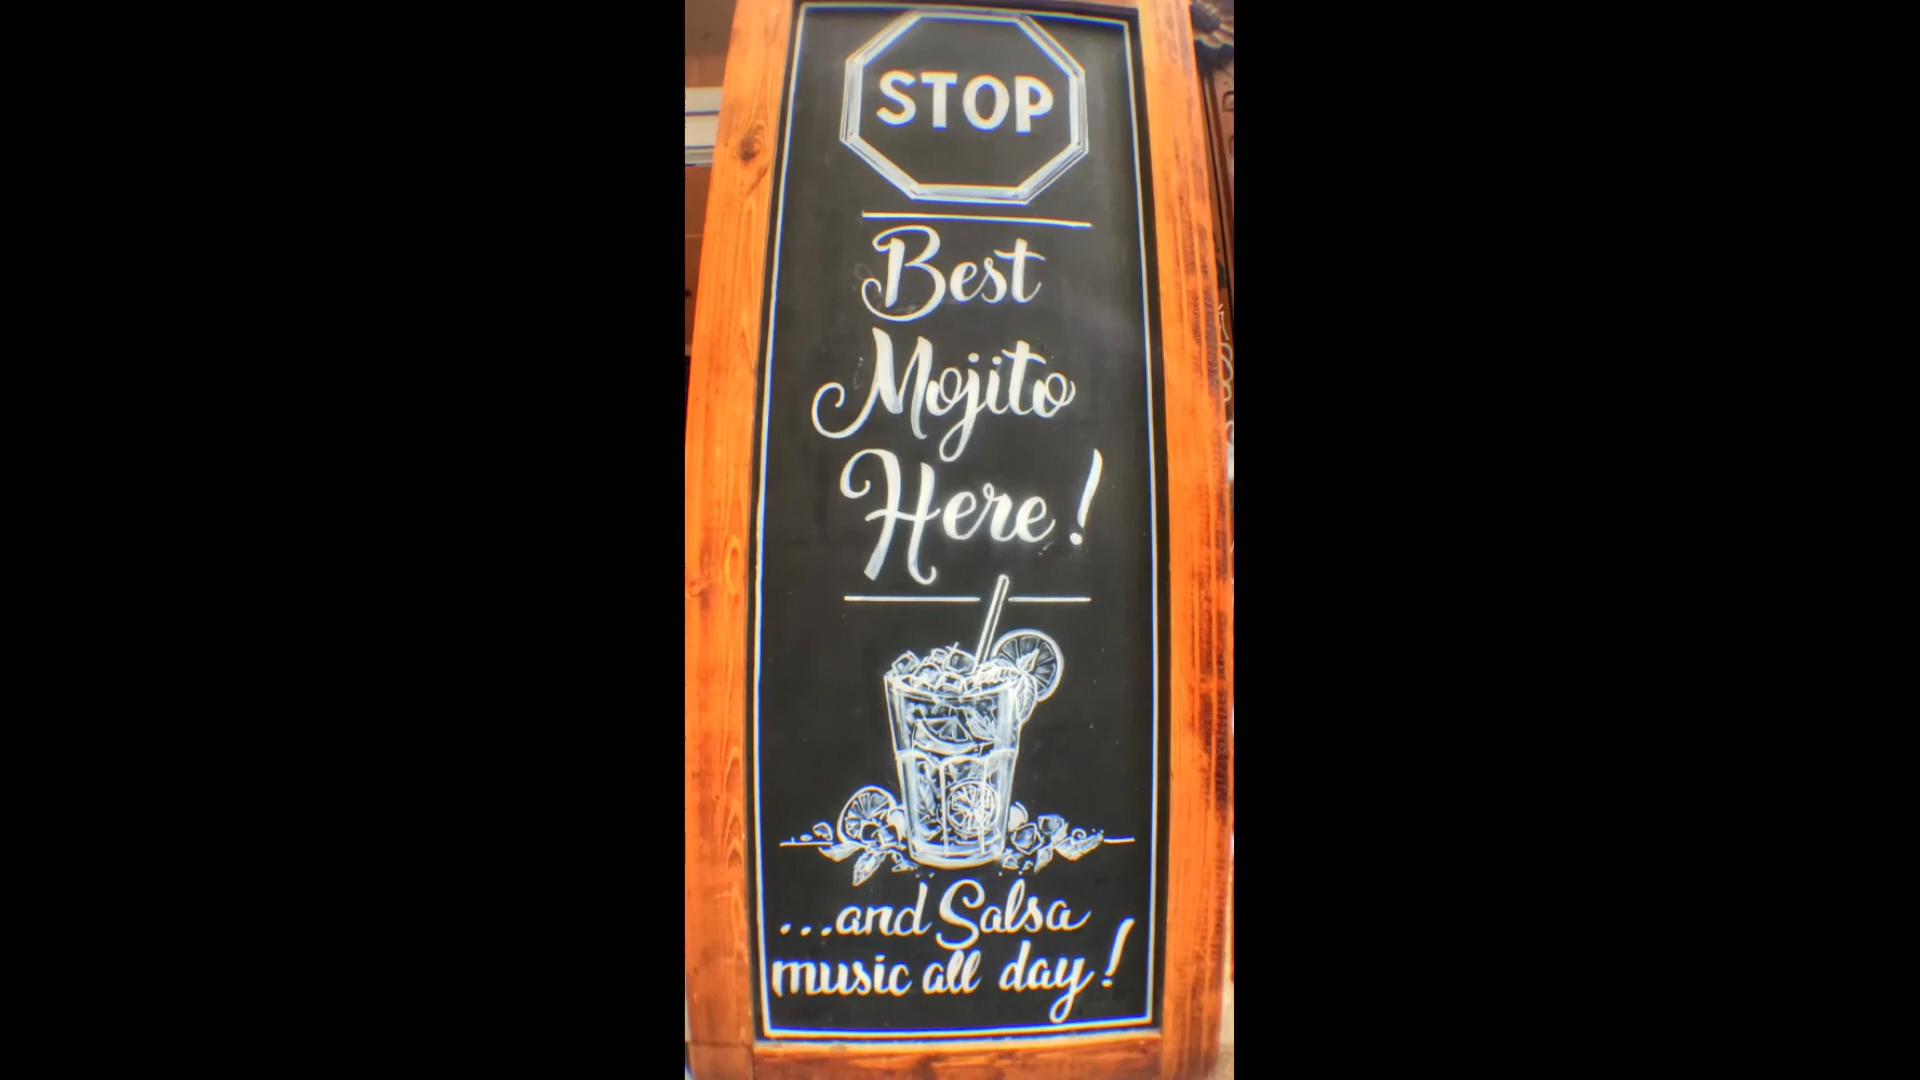 STOP
Best
Mojito
Here!
...and Salsa
music all day!